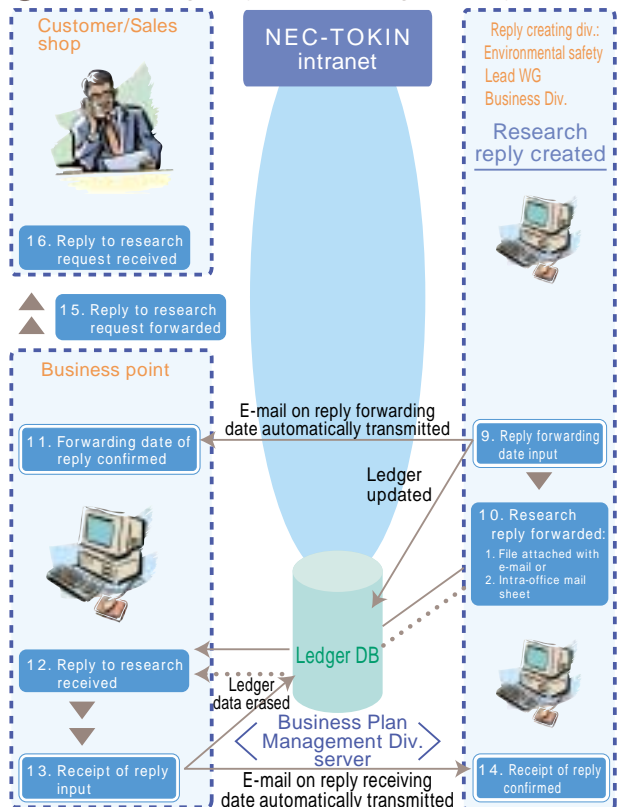 Customer/Sales
shop
16. Reply to research
request received
15. Reply to research
request forwarded
NEC-TOKIN
intranet
Reply creating div.:
Environmental safety
Lead WG
Business Div.
Research
reply created
Business point
E-mail on reply forwarding
date automatically transmitted
11. Forwarding date of
reply confirmed
9. Reply forwarding
date input
Ledger
updated
10. Research
reply forwarded:
1. File attached with
e-mail or
2. Intra-office mail
sheet
Ledger DB
12. Reply to research
received
Ledger
data erased
Business Plan
Management Div.
server
13. Receipt of reply
input
14. Receipt of reply
confirmed
E-mail on reply receiving
date automatically transmitted